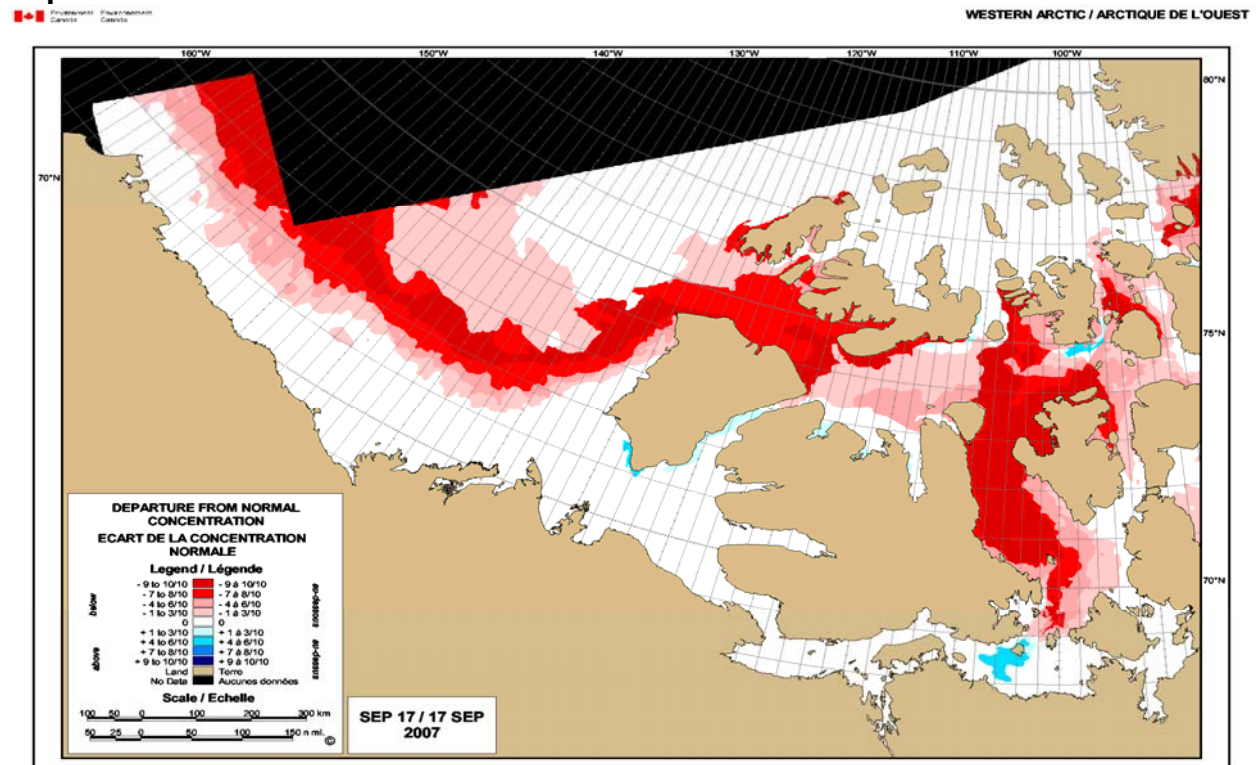 Environment Environnement
Canada Canada
WESTERN ARCTIC / ARCTIQUE DE L'OUEST
160°W 150°W 140°W 130°W 120°W 110°W 100°W
80°N
70°N
75°N
70°N
DEPARTURE FROM NORMAL
CONCENTRATION
ECART DE LA CONCENTRATION
NORMALE
Legend / Légende
below
above
- 9 to 10/10 - 9 à 10/10
- 7 to 8/10 - 7 à 8/10
- 4 to 6/10 - 4 à 6/10
- 1 to 3/10 - 1 à 3/10
0 0
+ 1 to 3/10 + 1 à 3/10
+ 4 to 6/10 + 4 à 6/10
+ 7 to 8/10 + 7 à 8/10
+ 9 to 10/10 + 9 à 10/10
Land Terre
No Data Aucunes données
au-dessous
au-dessus
Scale / Echelle
100 50 0 100 200 300 km
50 25 0 50 100 150 n mi.
©
SEP 17 / 17 SEP
2007